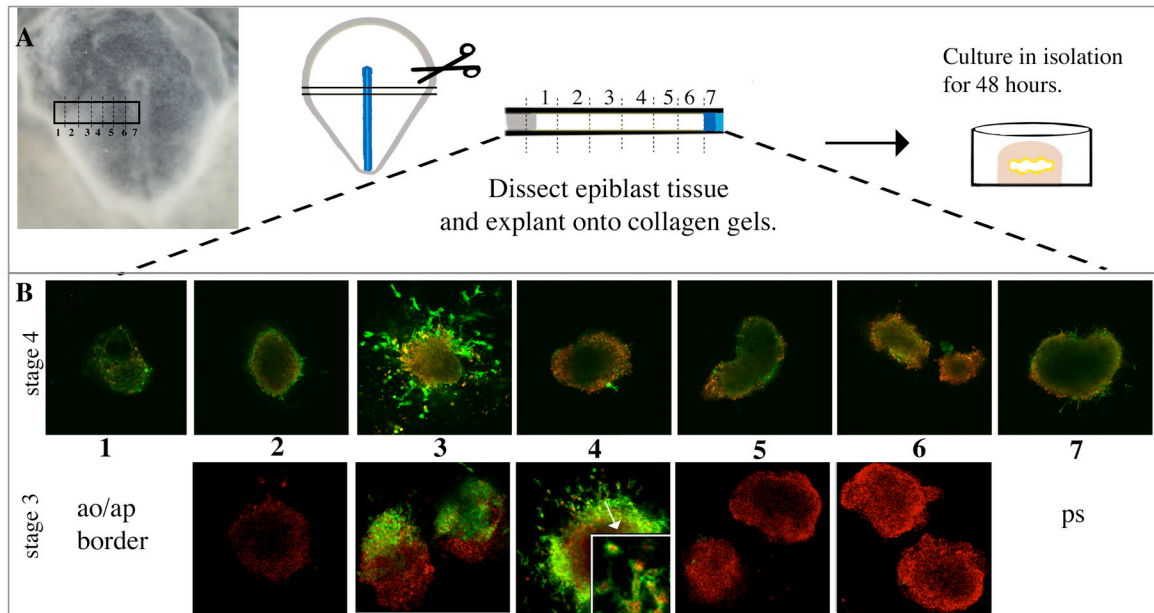 A
1 2 3 4 5 6 7
1 2 3 4 5 6 7
Culture in isolation
for 48 hours.
Dissect epiblast tissue
and explant onto collagen gels.
B
stage 4
1 2 3 4 5 6 7
stage 3
ao/ap
border
ps